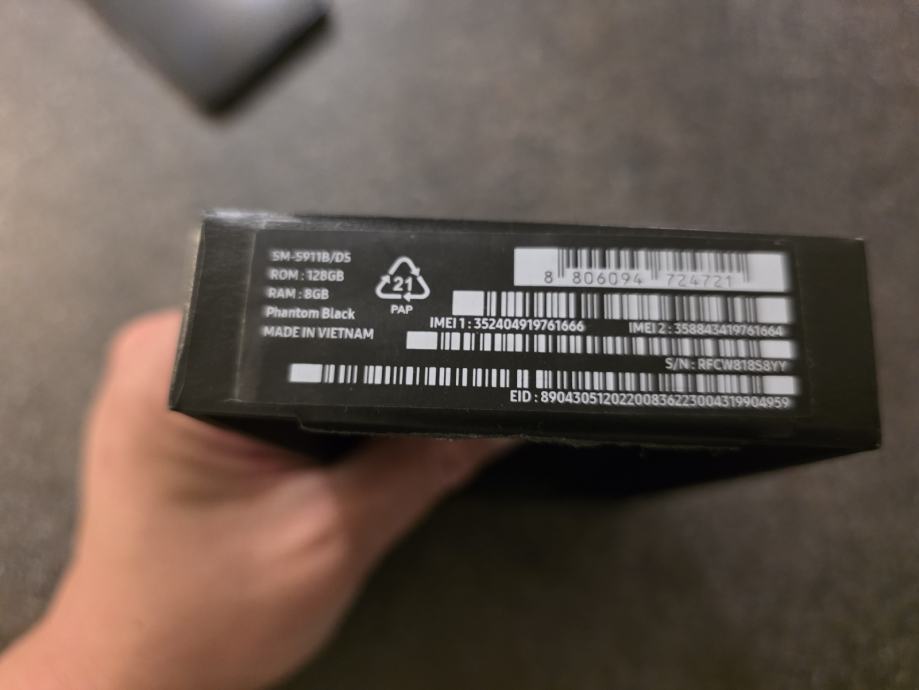 SM-S911B/DS
ROM : 128GB
RAM : 8GB
Phantom Black
MADE IN VIETNAM
21
PAP
8 806094 724721
IMEI 1 : 352404919761666
IMEI 2 : 358843419761664
S/N : RFCW818S8YY
EID : 89043051202200836223004319904959